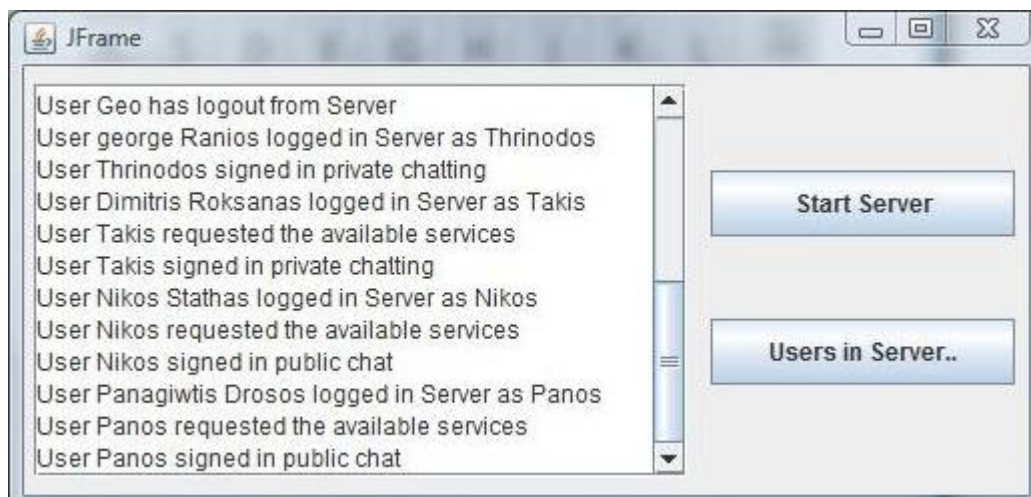 JFrame
User Geo has logout from Server
User george Ranios logged in Server as Thrinodos
User Thrinodos signed in private chatting
User Dimitris Roksanas logged in Server as Takis
User Takis requested the available services
User Takis signed in private chatting
User Nikos Stathas logged in Server as Nikos
User Nikos requested the available services
User Nikos signed in public chat
User Panagiwtis Drosos logged in Server as Panos
User Panos requested the available services
User Panos signed in public chat
Start Server
Users in Server..